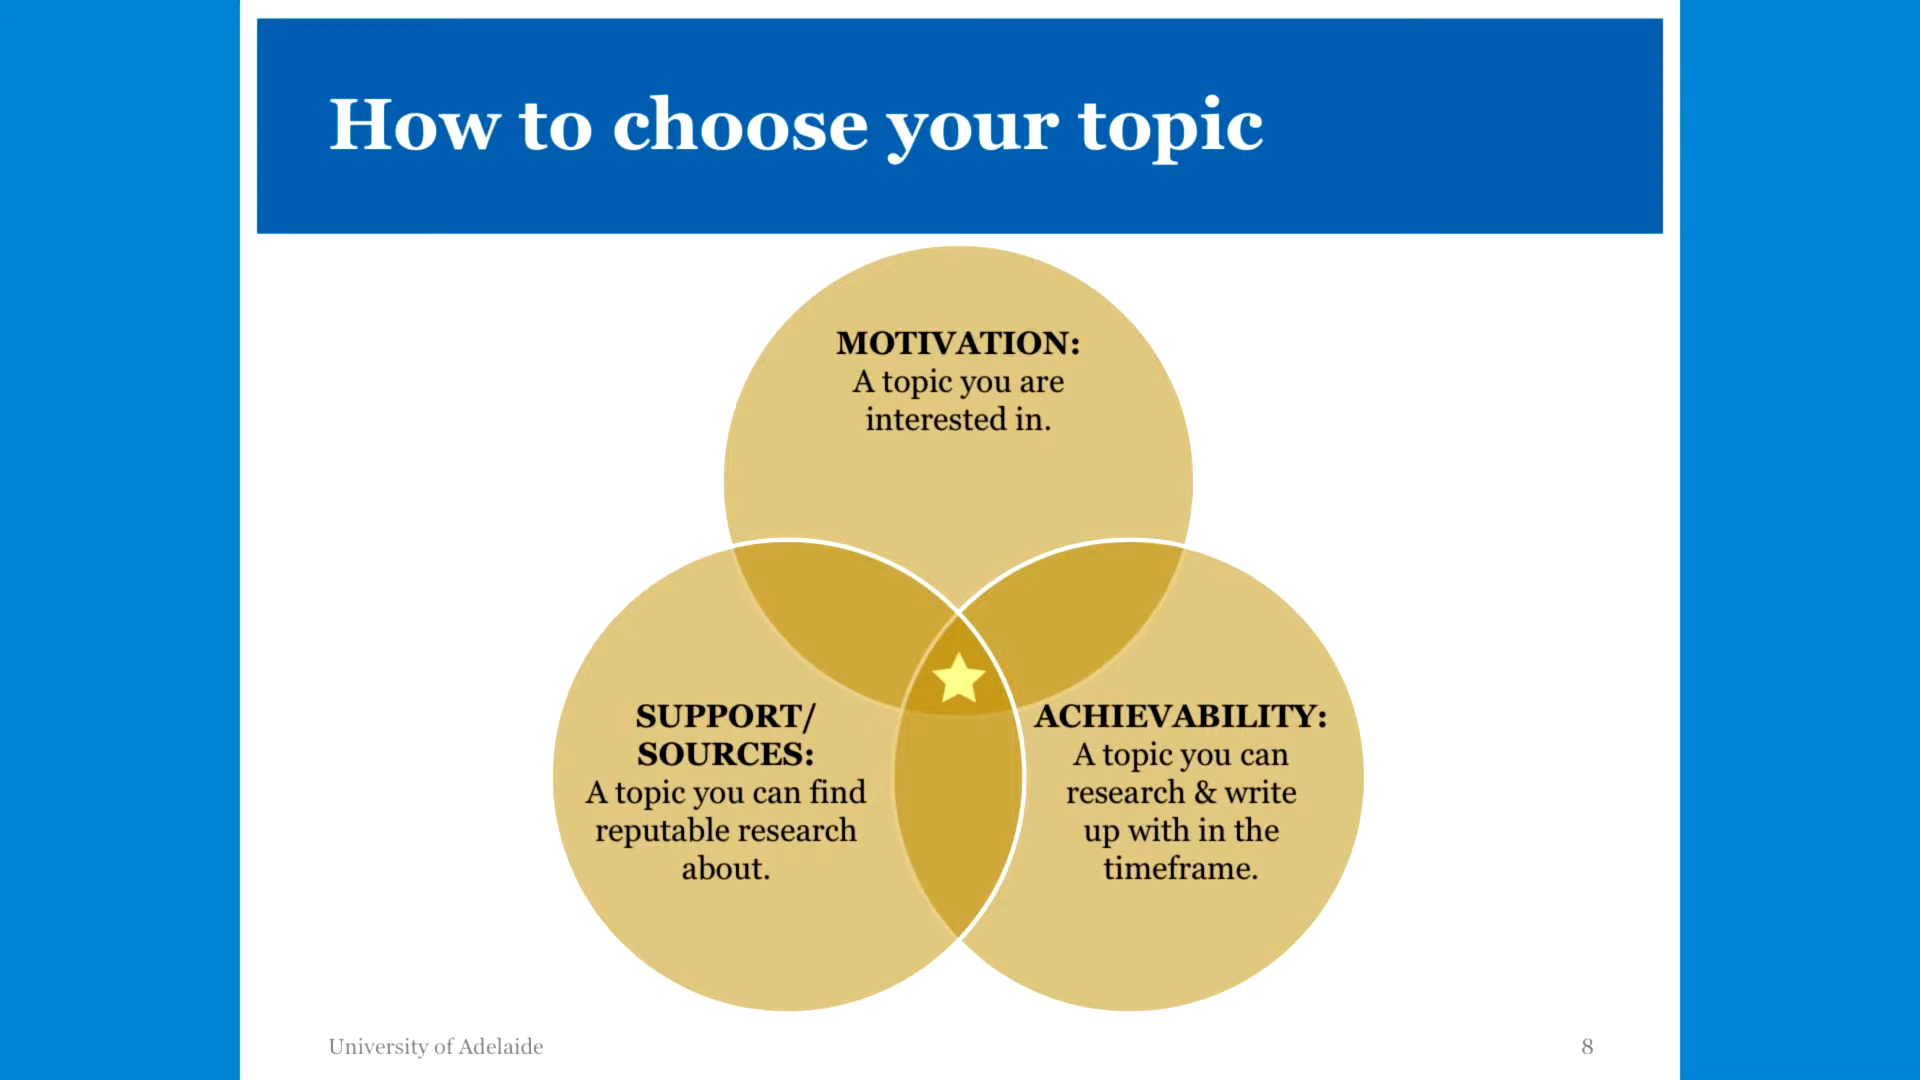 How to choose your topic
MOTIVATION:
A topic you are
interested in.
SUPPORT/
SOURCES:
A topic you can find
reputable research
about.
ACHIEVABILITY:
A topic you can
research & write
up with in the
timeframe.
University of Adelaide
8